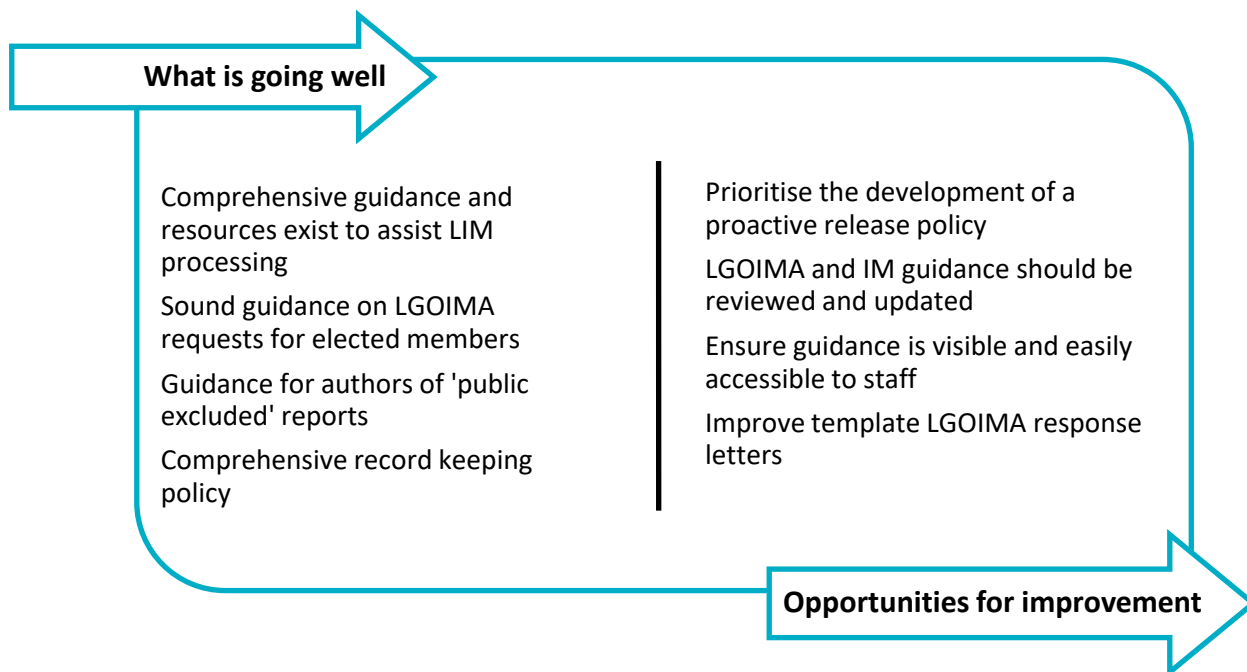 What is going well
Comprehensive guidance and
resources exist to assist LIM
processing
Sound guidance on LGOIMA
requests for elected members
Guidance for authors of 'public
excluded' reports
Comprehensive record keeping
policy
Prioritise the development of a
proactive release policy
LGOIMA and IM guidance should be
reviewed and updated
Ensure guidance is visible and easily
accessible to staff
Improve template LGOIMA response
letters
Opportunities for improvement